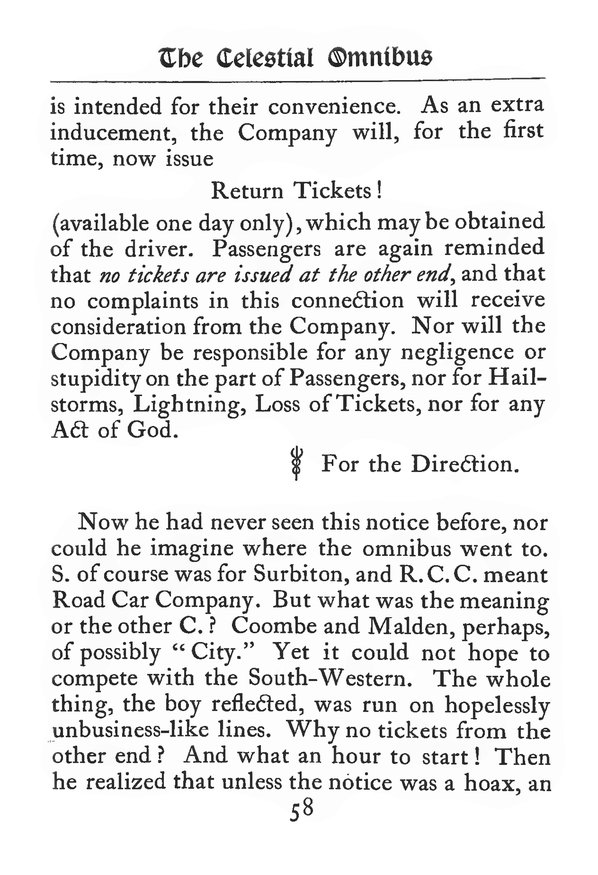 The Celestial Omnibus
is intended for their convenience. As an extra
inducement, the Company will, for the first
time, now issue
Return Tickets!
(available one day only), which may be obtained
of the driver. Passengers are again reminded
that no tickets are issued at the other end, and that
no complaints in this connection will receive
consideration from the Company. Nor will the
Company be responsible for any negligence or
stupidity on the part of Passengers, nor for Hail-
storms, Lightning, Loss of Tickets, nor for any
Act of God.
For the Direction.
Now he had never seen this notice before, nor
could he imagine where the omnibus went to.
S. of course was for Surbiton, and R.C.C. meant
Road Car Company. But what was the meaning
or the other C.? Coombe and Malden, perhaps,
of possibly “City.” Yet it could not hope to
compete with the South-Western. The whole
thing, the boy reflected, was run on hopelessly
unbusiness-like lines. Why no tickets from the
other end? And what an hour to start! Then
he realized that unless the notice was a hoax, an
58